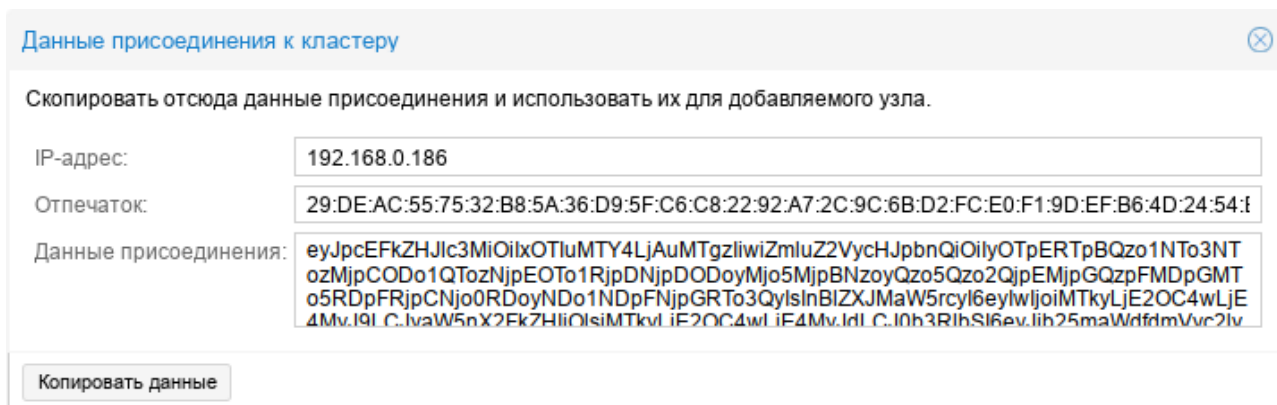 Данные присоединения к кластеру
Скопировать отсюда данные присоединения и использовать их для добавляемого узла.
IP-адрес: 192.168.0.186
Отпечаток: 29:DE:AC:55:75:32:B8:5A:36:D9:5F:C6:C8:22:92:A7:2C:9C:6B:D2:FC:E0:F1:9D:EF:B6:4D:24:54:E
Данные присоединения: eyJpcEFkZHJlc3MiOiIxOTIuMTY4LjAuMTgzIiwiZmluZ2VycHJpbnQiOiIyOTpERTpBQzo1NTo3NT
ozMjpCODo1QTozNjpEOTo1RjpDNjpDODoyMjo5MjpBNzoyQzo5Qzo2QjpEMjpGQzpFMDpGMT
o5RDpFRjpCNjo0RDoyNDo1NDpFNjpGRTo3QyIsInBlZXJMaW5rcyI6eyIwIjoiMTkyLjE2OC4wLjE
4MyJ9LCJyaW5nX2FkZHIiOlsiMTkyLjE2OC4wLjE4MyJdLCJ0b3RlbSI6eyJjb25maWdfdmVyc2lv
Копировать данные